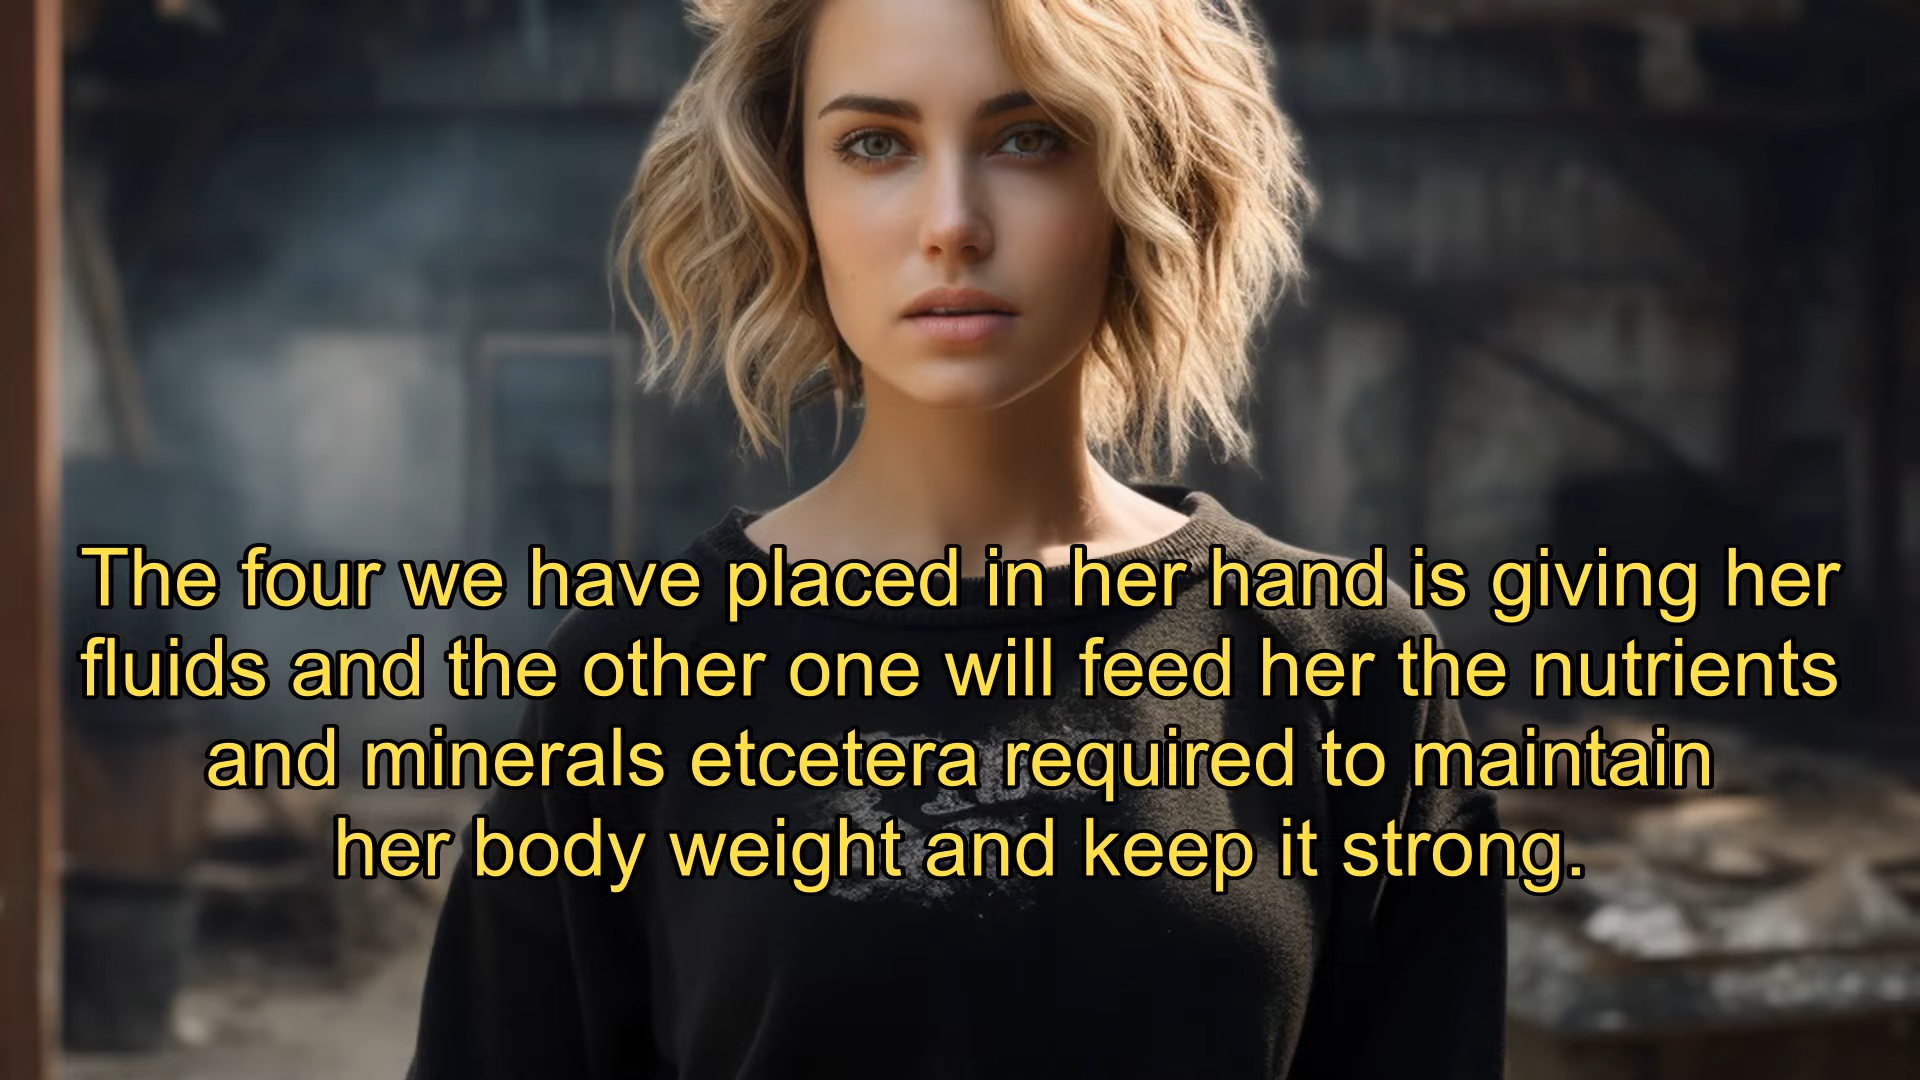 The four we have placed in her hand is giving her
fluids and the other one will feed her the nutrients
and minerals etcetera required to maintain
her body weight and keep it strong.